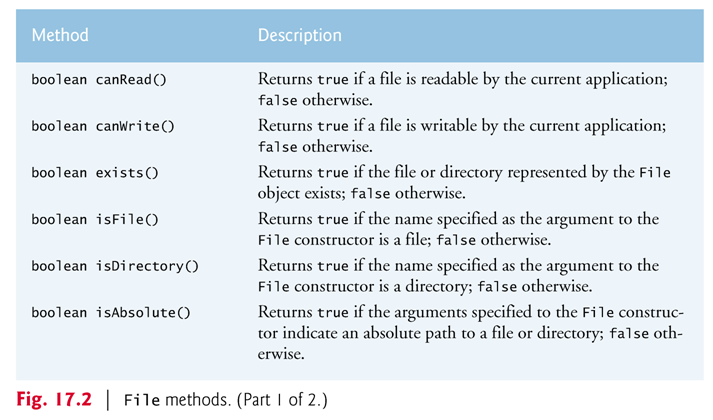 Method Description
boolean canRead() Returns true if a file is readable by the current application;
false otherwise.
boolean canWrite() Returns true if a file is writable by the current application;
false otherwise.
boolean exists() Returns true if the file or directory represented by the File
object exists; false otherwise.
boolean isFile() Returns true if the name specified as the argument to the
File constructor is a file; false otherwise.
boolean isDirectory() Returns true if the name specified as the argument to the
File constructor is a directory; false otherwise.
boolean isAbsolute() Returns true if the arguments specified to the File construc-
tor indicate an absolute path to a file or directory; false oth-
erwise.
Fig. 17.2 | File methods. (Part 1 of 2.)